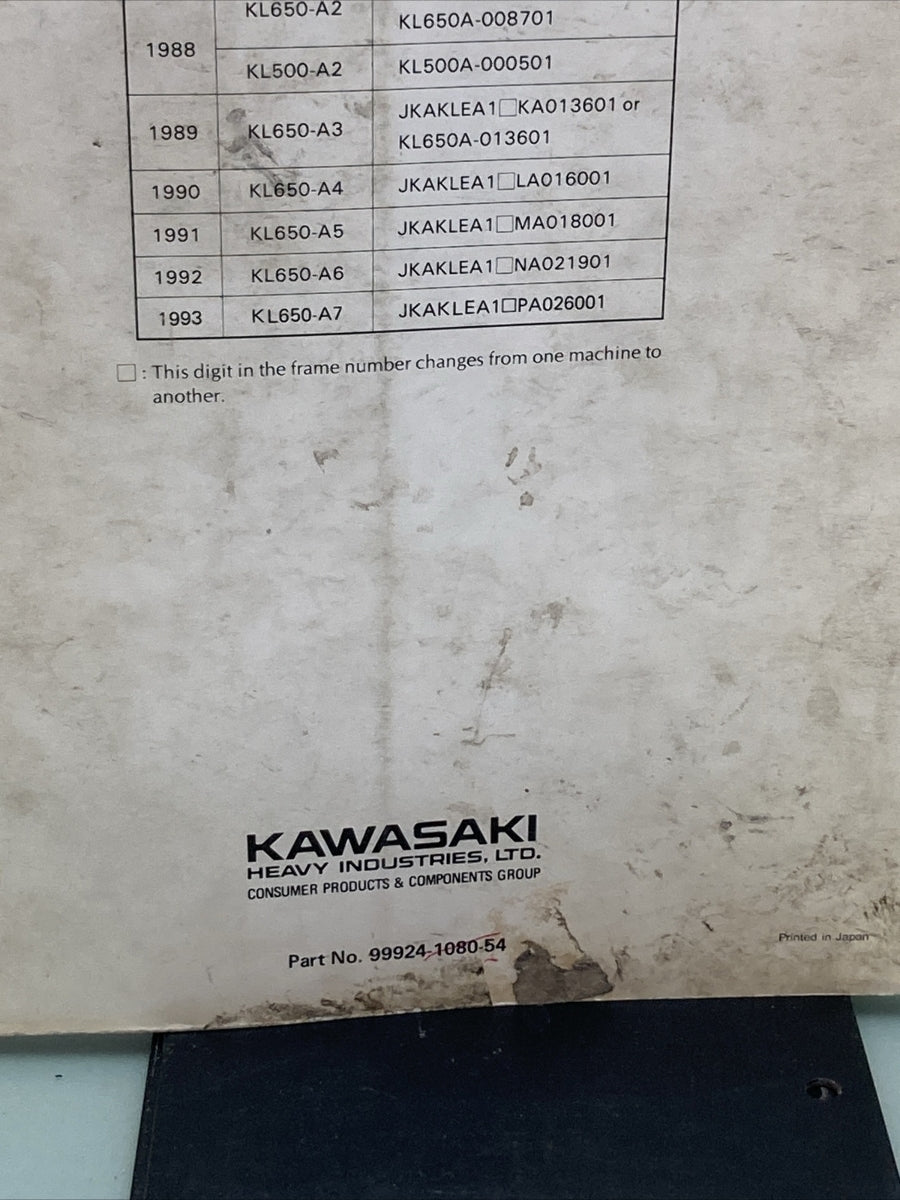 KL650-A2
KL650A-008701
1988
KL500-A2 KL500A-000501
JKAKLEA1□KA013601 or
1989 KL650-A3
KL650A-013601
1990 KL650-A4 JKAKLEA1□LA016001
1991 KL650-A5 JKAKLEA1□MA018001
1992 KL650-A6 JKAKLEA1□NA021901
1993 KL650-A7 JKAKLEA1□PA026001
□ : This digit in the frame number changes from one machine to
another.
KAWASAKI
HEAVY INDUSTRIES, LTD.
CONSUMER PRODUCTS & COMPONENTS GROUP
Part No. 99924-1080-54
Printed in Japan